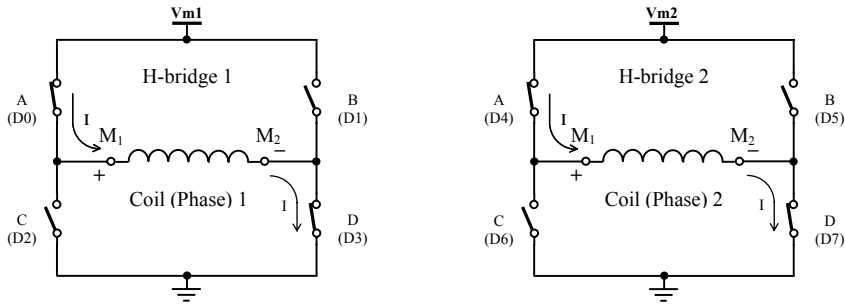 Vm1
H-bridge 1
A
(D0)
B
(D1)
I
M1
M2
+
−
Coil (Phase) 1
I
C
(D2)
D
(D3)
Vm2
H-bridge 2
A
(D4)
B
(D5)
I
M1
M2
+
−
Coil (Phase) 2
I
C
(D6)
D
(D7)